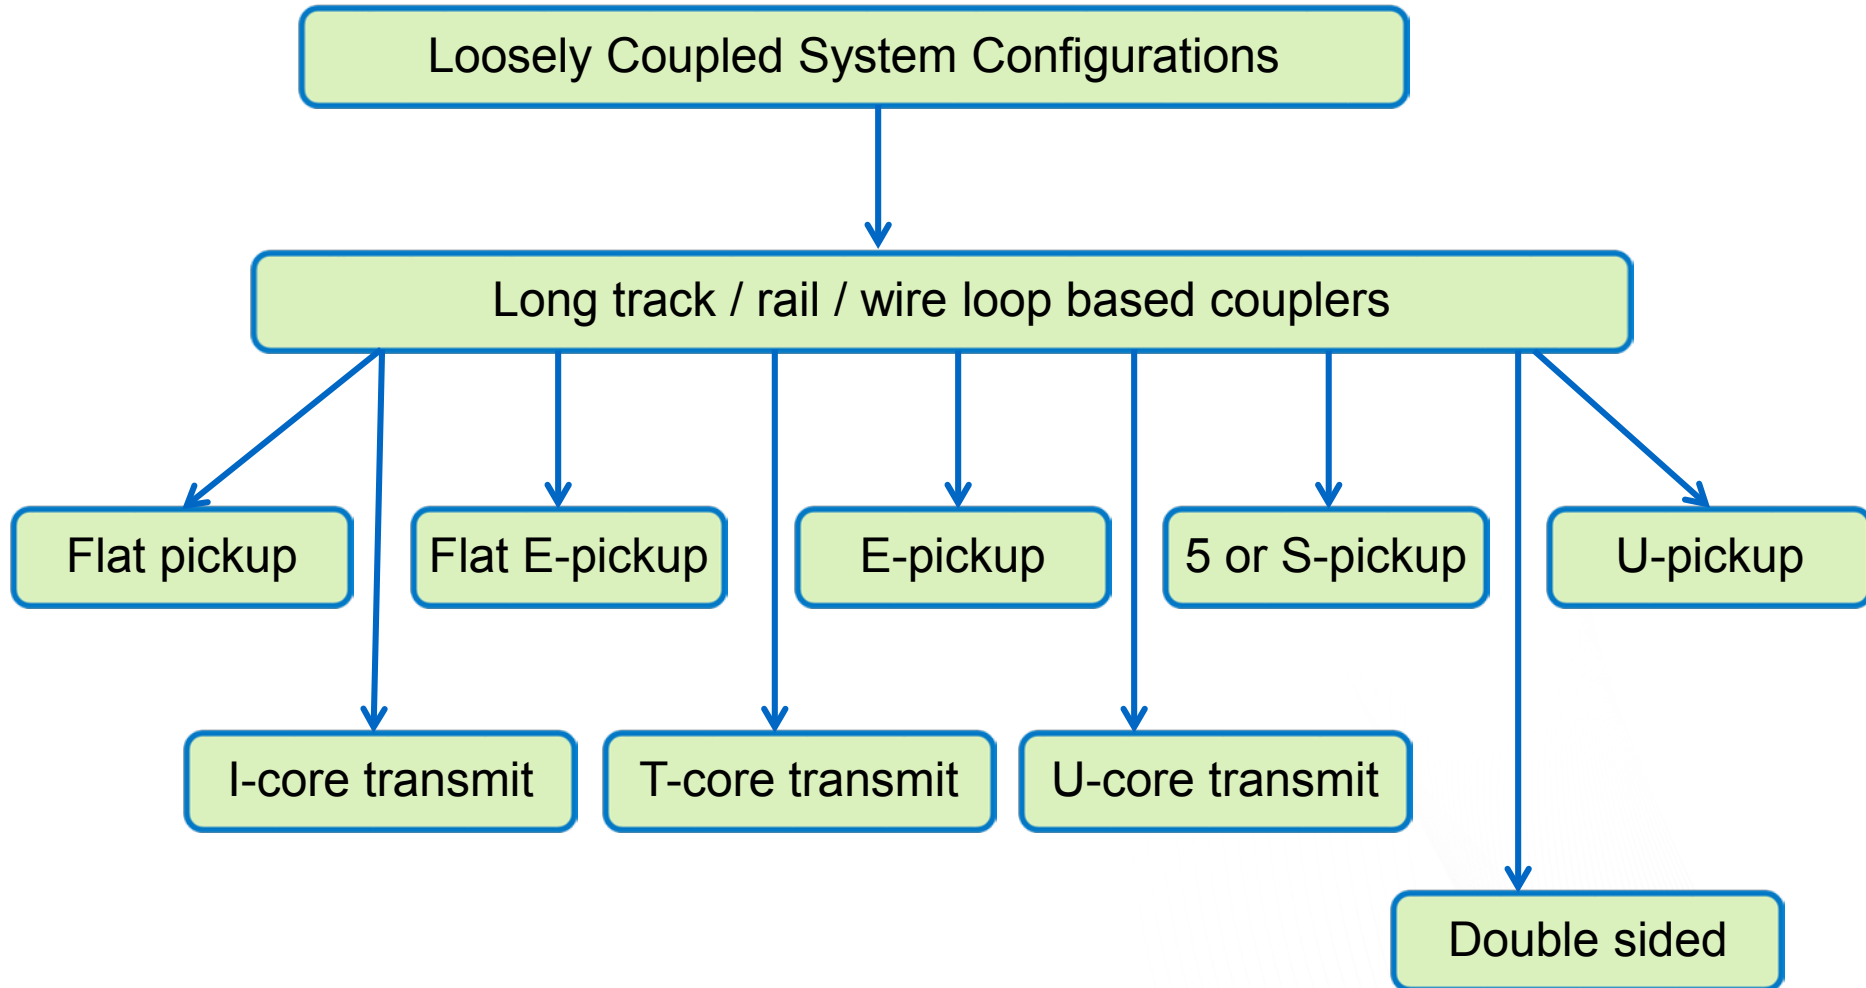 Loosely Coupled System Configurations
Long track / rail / wire loop based couplers
Flat pickup
Flat E-pickup
E-pickup
5 or S-pickup
U-pickup
I-core transmit
T-core transmit
U-core transmit
Double sided